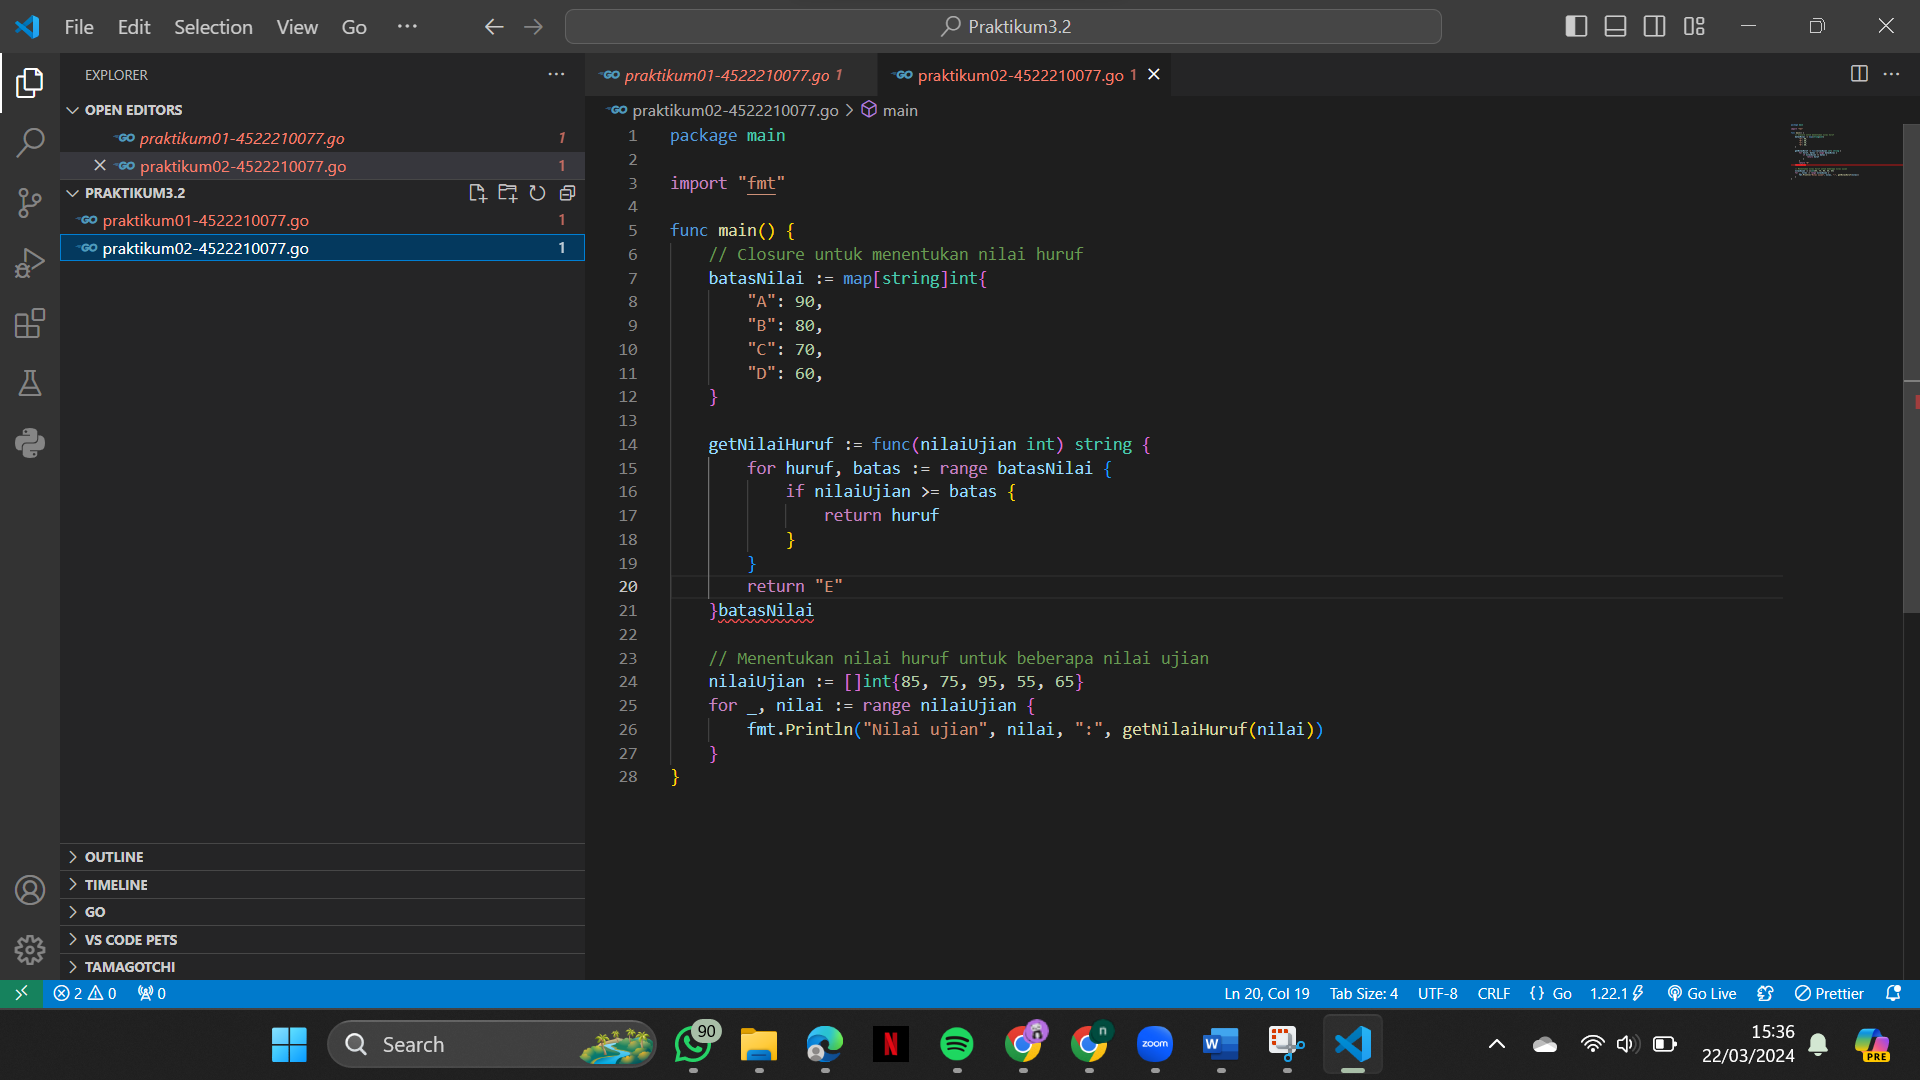 File Edit Selection View Go ··· Praktikum3.2
EXPLORER
OPEN EDITORS
praktikum01-4522210077.go 1
praktikum02-4522210077.go 1
PRAKTIKUM3.2
praktikum01-4522210077.go 1
praktikum02-4522210077.go 1
OUTLINE
TIMELINE
GO
VS CODE PETS
TAMAGOTCHI
praktikum01-4522210077.go 1 praktikum02-4522210077.go 1
praktikum02-4522210077.go > main
1 package main
2
3 import "fmt"
4
5 func main() {
6 // Closure untuk menentukan nilai huruf
7 batasNilai := map[string]int{
8 "A": 90,
9 "B": 80,
10 "C": 70,
11 "D": 60,
12 }
13
14 getNilaiHuruf := func(nilaiUjian int) string {
15 for huruf, batas := range batasNilai {
16 if nilaiUjian >= batas {
17 return huruf
18 }
19 }
20 return "E"
21 }batasNilai
22
23 // Menentukan nilai huruf untuk beberapa nilai ujian
24 nilaiUjian := []int{85, 75, 95, 55, 65}
25 for _, nilai := range nilaiUjian {
26 fmt.Println("Nilai ujian", nilai, ":", getNilaiHuruf(nilai))
27 }
28 }
2 0 0 Ln 20, Col 19 Tab Size: 4 UTF-8 CRLF {} Go 1.22.1 Go Live Prettier
Search 90 N n zoom W 15:36 PRE
22/03/2024